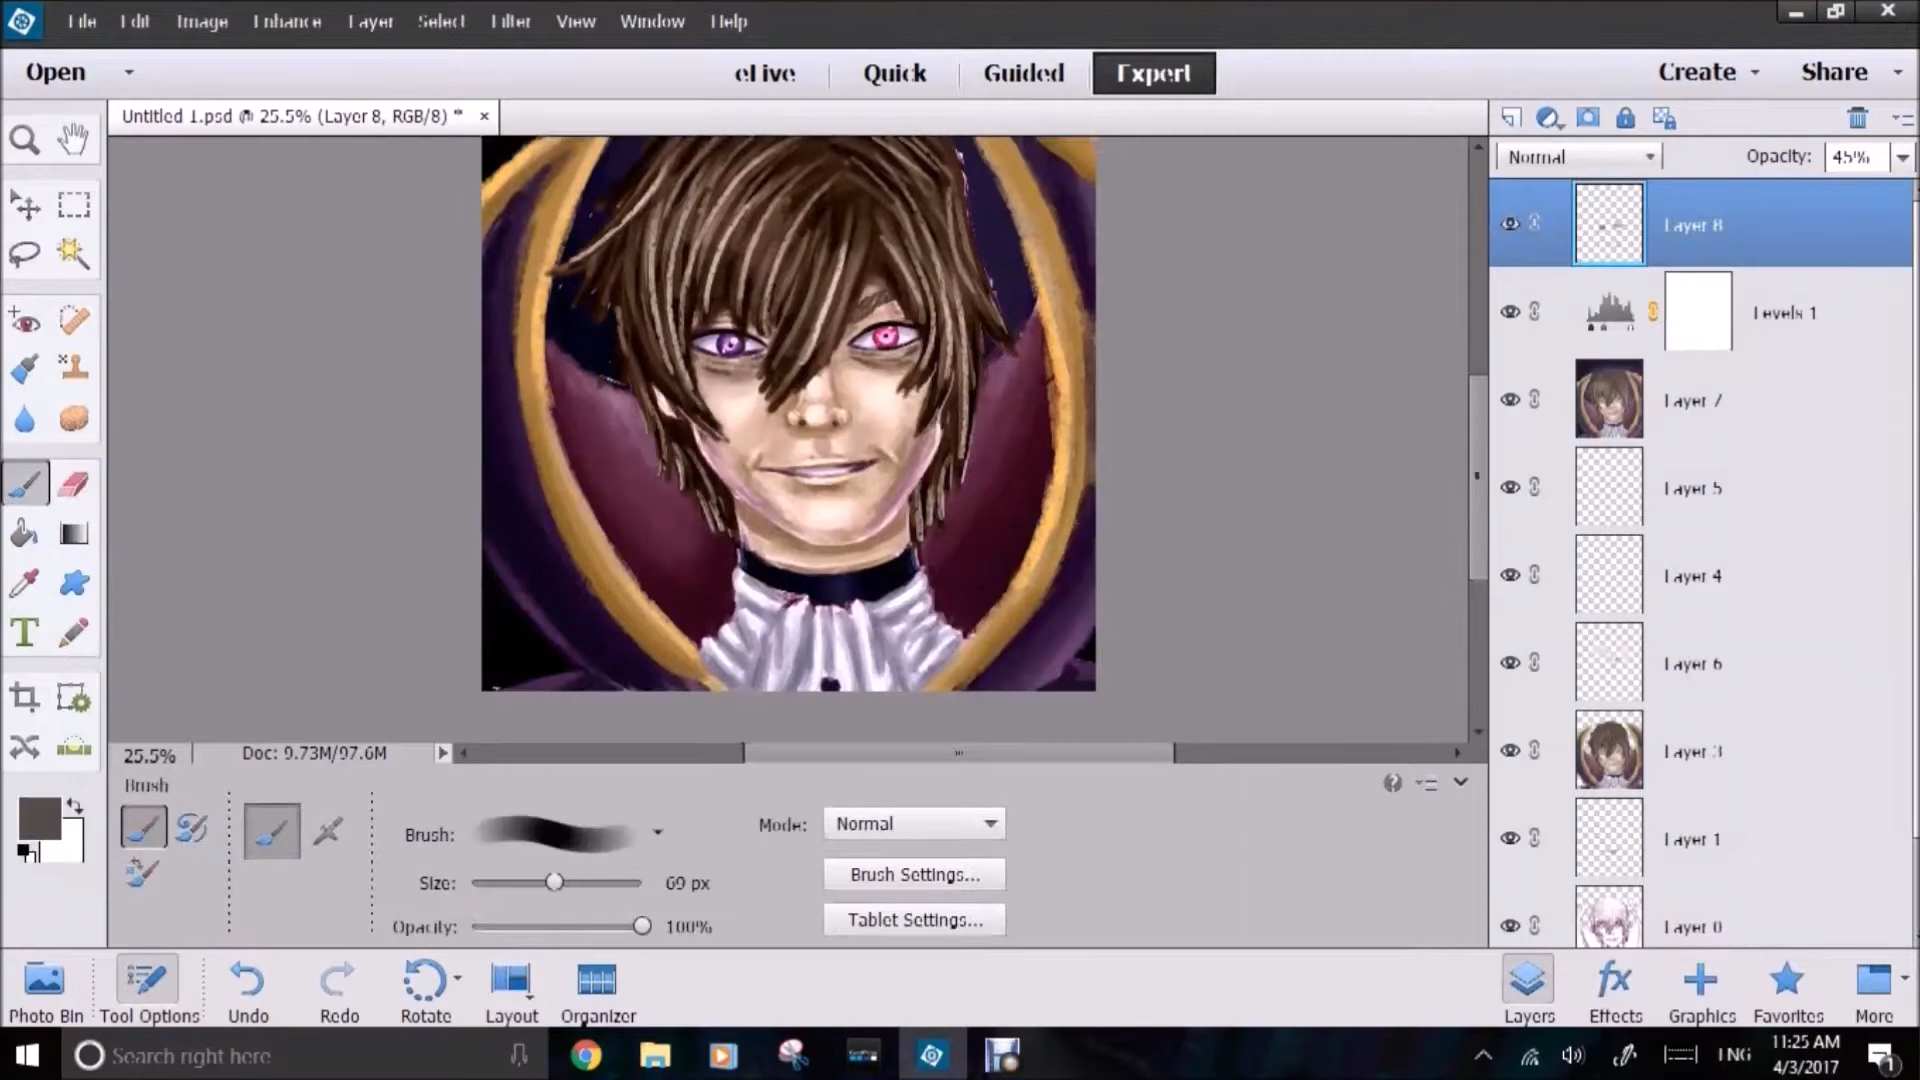 File Edit Image Enhance Layer Select Filter View Window Help
Open eLive Quick Guided Expert Create Share
Untitled 1.psd @ 25.5% (Layer 8, RGB/8) * ×
Normal Opacity: 45%
Layer 8
Levels 1
Layer 7
Layer 5
Layer 4
Layer 6
Layer 3
Layer 1
Layer 0
25.5% Doc: 9.73M/97.6M
Brush
Brush: Mode: Normal
Size: 69 px Brush Settings...
Opacity: 100% Tablet Settings...
Photo Bin Tool Options Undo Redo Rotate Layout Organizer Layers Effects Graphics Favorites More
Search right here ENG 11:25 AM
4/3/2017 1